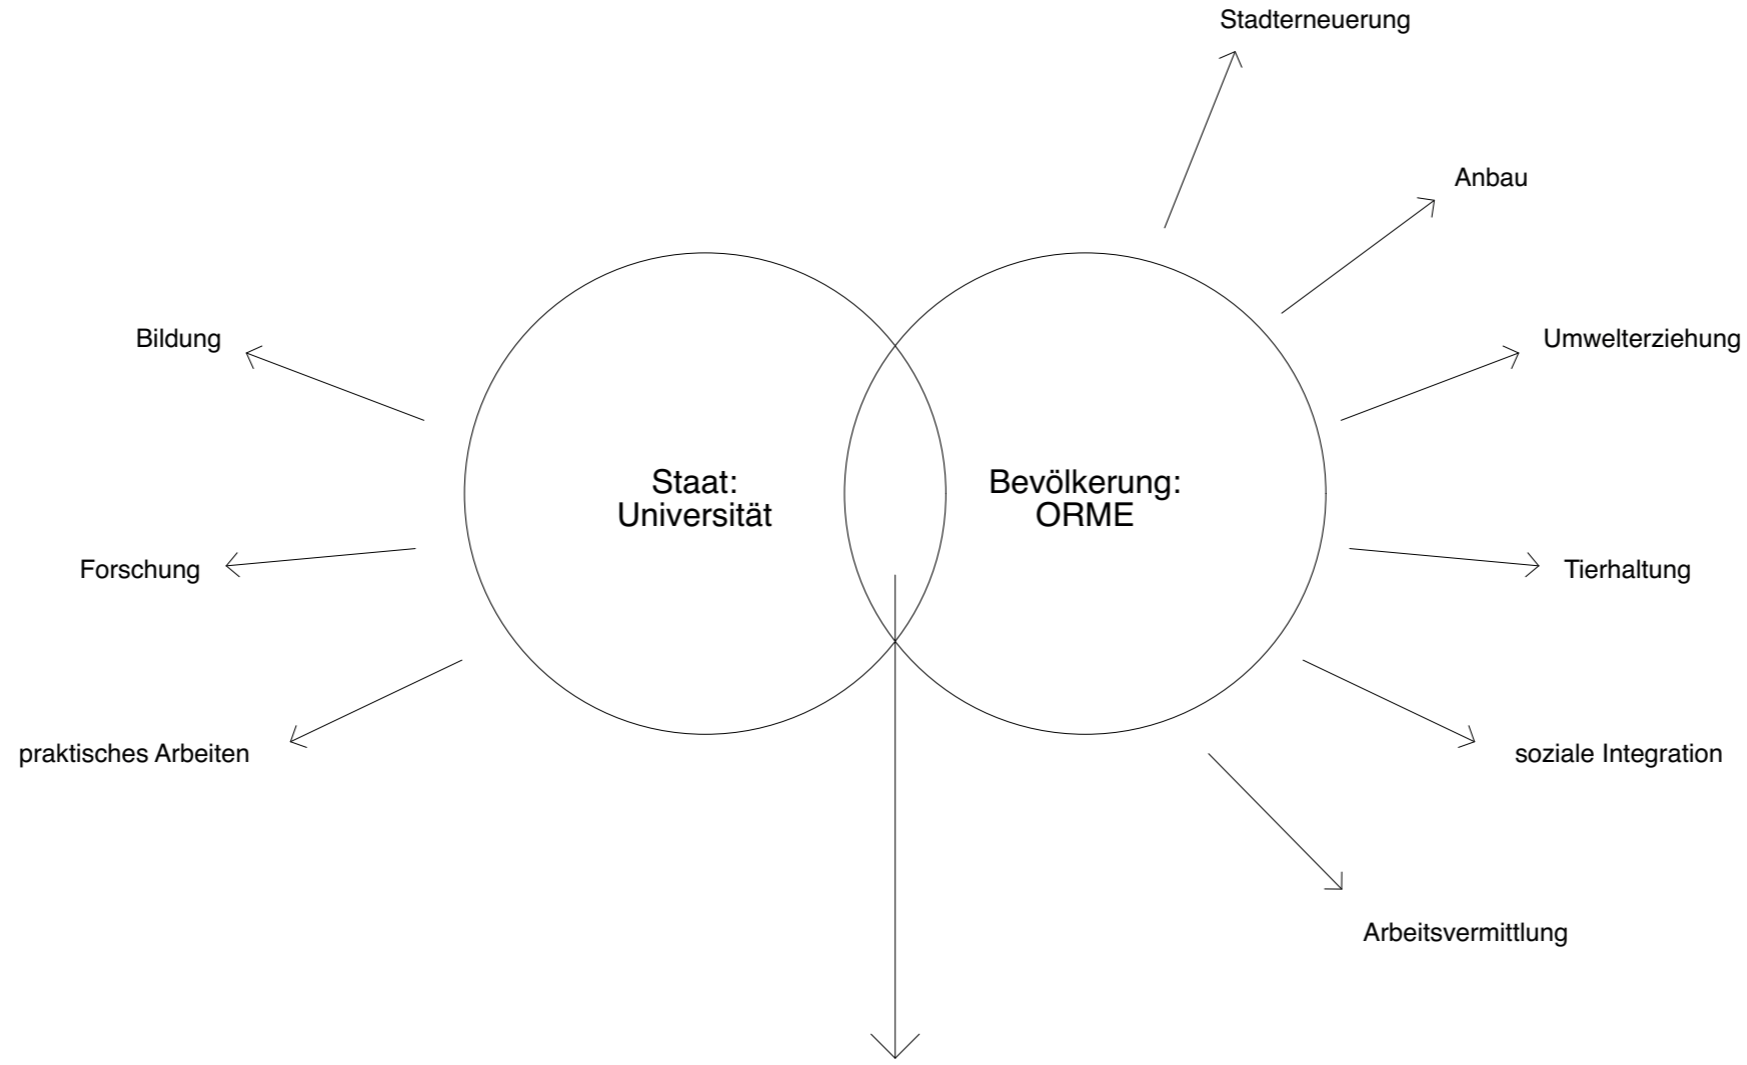 Stadterneuerung
Anbau
Bildung
Umwelterziehung
Staat:
Universität
Bevölkerung:
ORME
Forschung
Tierhaltung
praktisches Arbeiten
soziale Integration
Arbeitsvermittlung